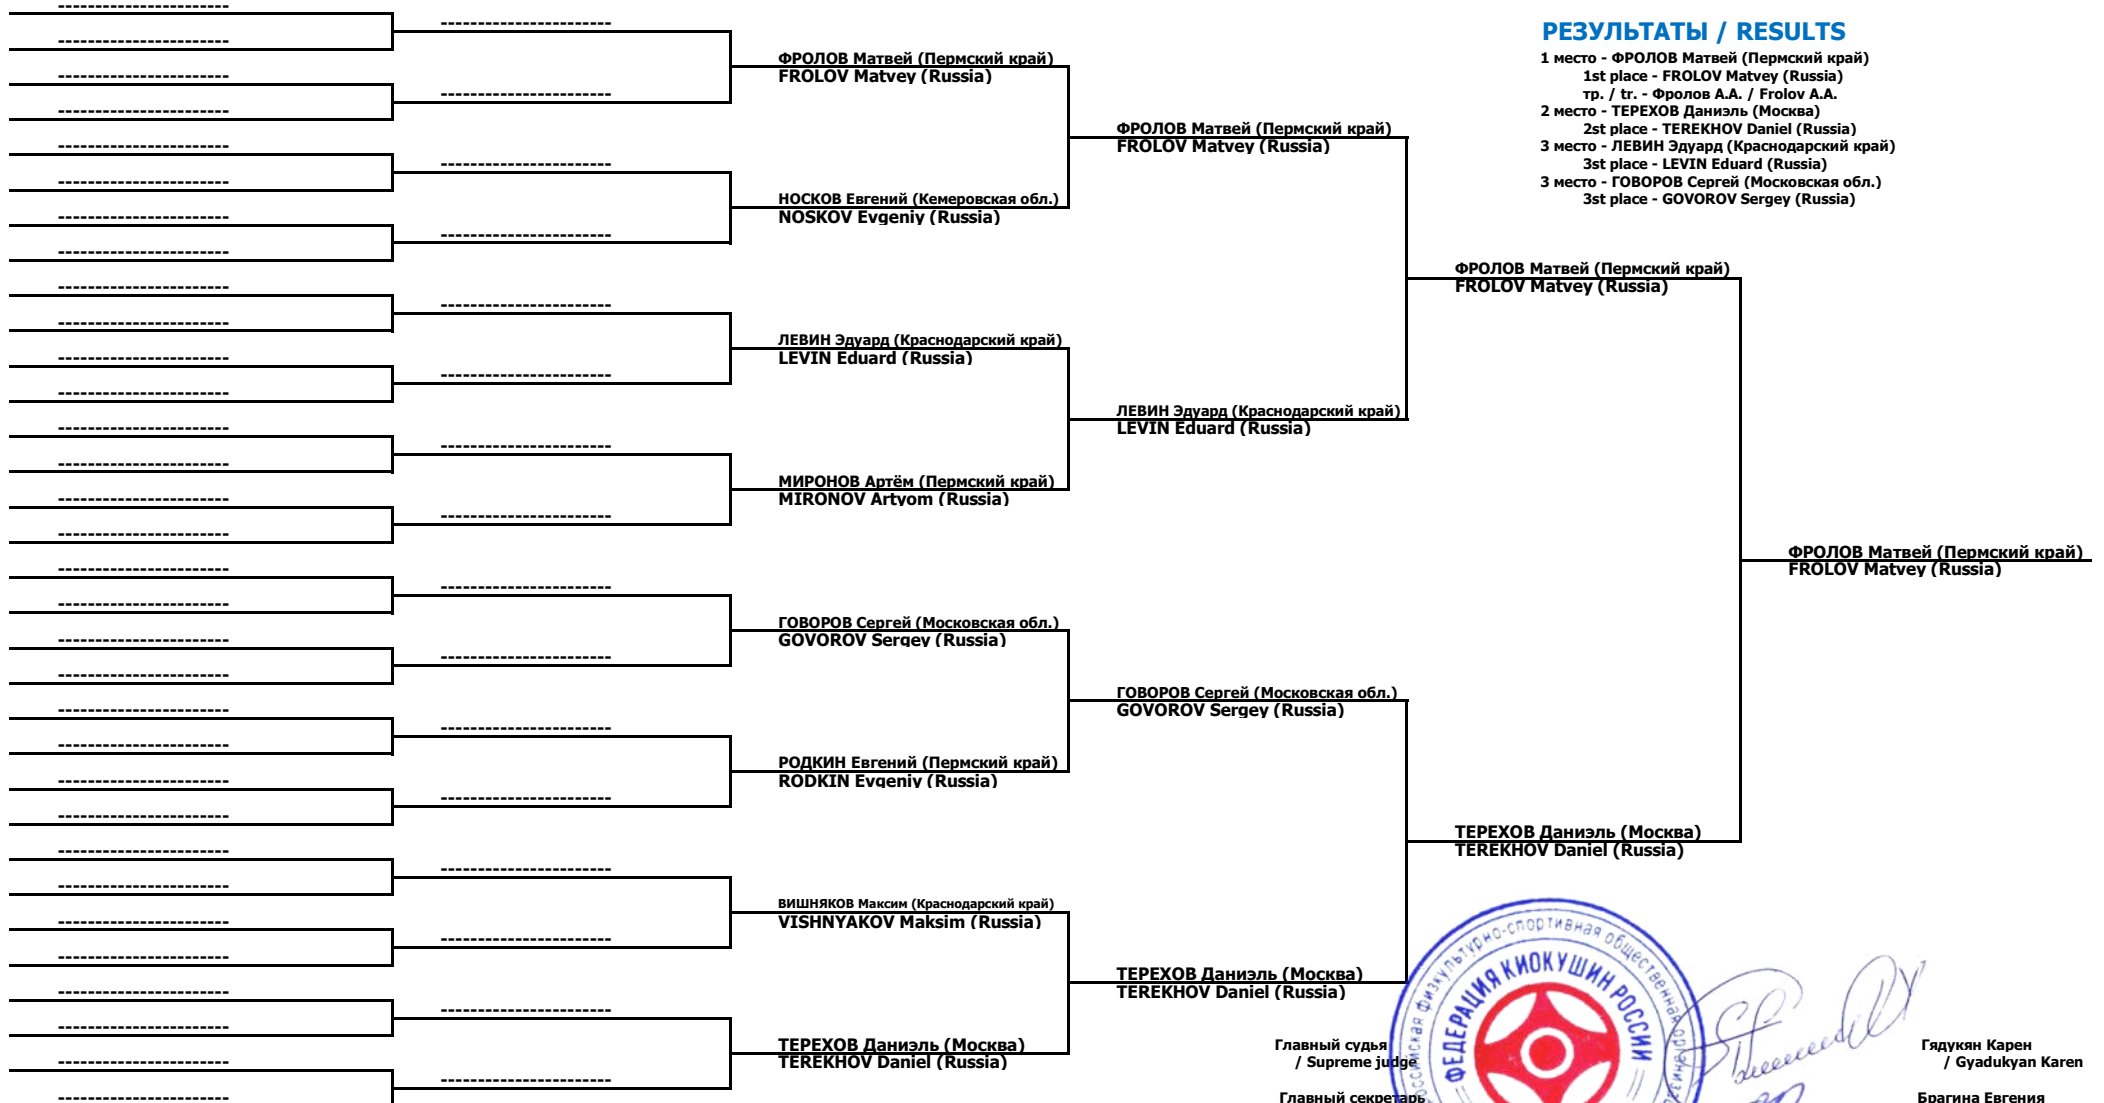 РЕЗУЛЬТАТЫ / RESULTS
1 место - ФРОЛОВ Матвей (Пермский край)
1st place - FROLOV Matvey (Russia)
тр. / tr. - Фролов А.А. / Frolov A.A.
2 место - ТЕРЕХОВ Даниэль (Москва)
2st place - TEREKHOV Daniel (Russia)
3 место - ЛЕВИН Эдуард (Краснодарский край)
3st place - LEVIN Eduard (Russia)
3 место - ГОВОРОВ Сергей (Московская обл.)
3st place - GOVOROV Sergey (Russia)
ФРОЛОВ Матвей (Пермский край)
FROLOV Matvey (Russia)
НОСКОВ Евгений (Кемеровская обл.)
NOSKOV Evgeniy (Russia)
ЛЕВИН Эдуард (Краснодарский край)
LEVIN Eduard (Russia)
МИРОНОВ Артём (Пермский край)
MIRONOV Artyom (Russia)
ГОВОРОВ Сергей (Московская обл.)
GOVOROV Sergey (Russia)
РОДКИН Евгений (Пермский край)
RODKIN Evgeniy (Russia)
ВИШНЯКОВ Максим (Краснодарский край)
VISHNYAKOV Maksim (Russia)
ТЕРЕХОВ Даниэль (Москва)
TEREKHOV Daniel (Russia)
ФРОЛОВ Матвей (Пермский край)
FROLOV Matvey (Russia)
ЛЕВИН Эдуард (Краснодарский край)
LEVIN Eduard (Russia)
ГОВОРОВ Сергей (Московская обл.)
GOVOROV Sergey (Russia)
ТЕРЕХОВ Даниэль (Москва)
TEREKHOV Daniel (Russia)
ФРОЛОВ Матвей (Пермский край)
FROLOV Matvey (Russia)
ТЕРЕХОВ Даниэль (Москва)
TEREKHOV Daniel (Russia)
ФРОЛОВ Матвей (Пермский край)
FROLOV Matvey (Russia)
физкультурно-спортивная общественная
ФЕДЕРАЦИЯ КИОКУШИН РОССИИ
Главный судья
/ Supreme judge
Гядукян Карен
/ Gyadukyan Karen
Главный секретарь
Брагина Евгения